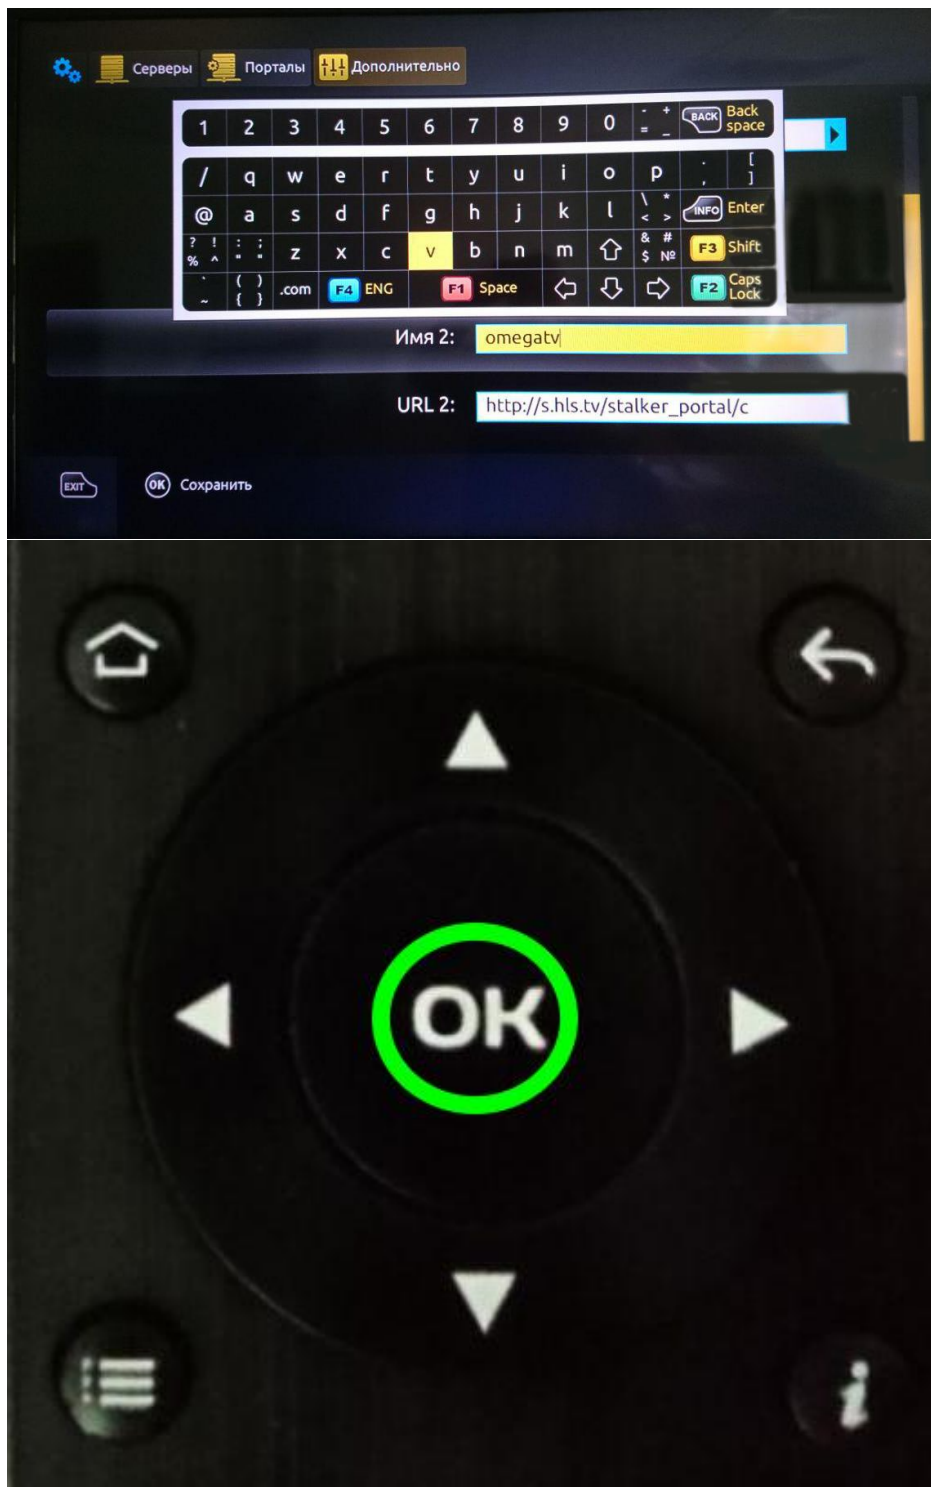 Серверы Порталы Дополнительно
1 2 3 4 5 6 7 8 9 0 - + = _ BACK Back space
/ q w e r t y u i o p . , [ ]
@ a s d f g h j k l \ * < > INFO Enter
? ! % ^ : ; " " z x c v b n m & # $ № F3 Shift
` ~ ( ) { } .com F4 ENG F1 Space F2 Caps Lock
Имя 2: omegatv
URL 2: http://s.hls.tv/stalker_portal/c
EXIT OK Сохранить
OK
i